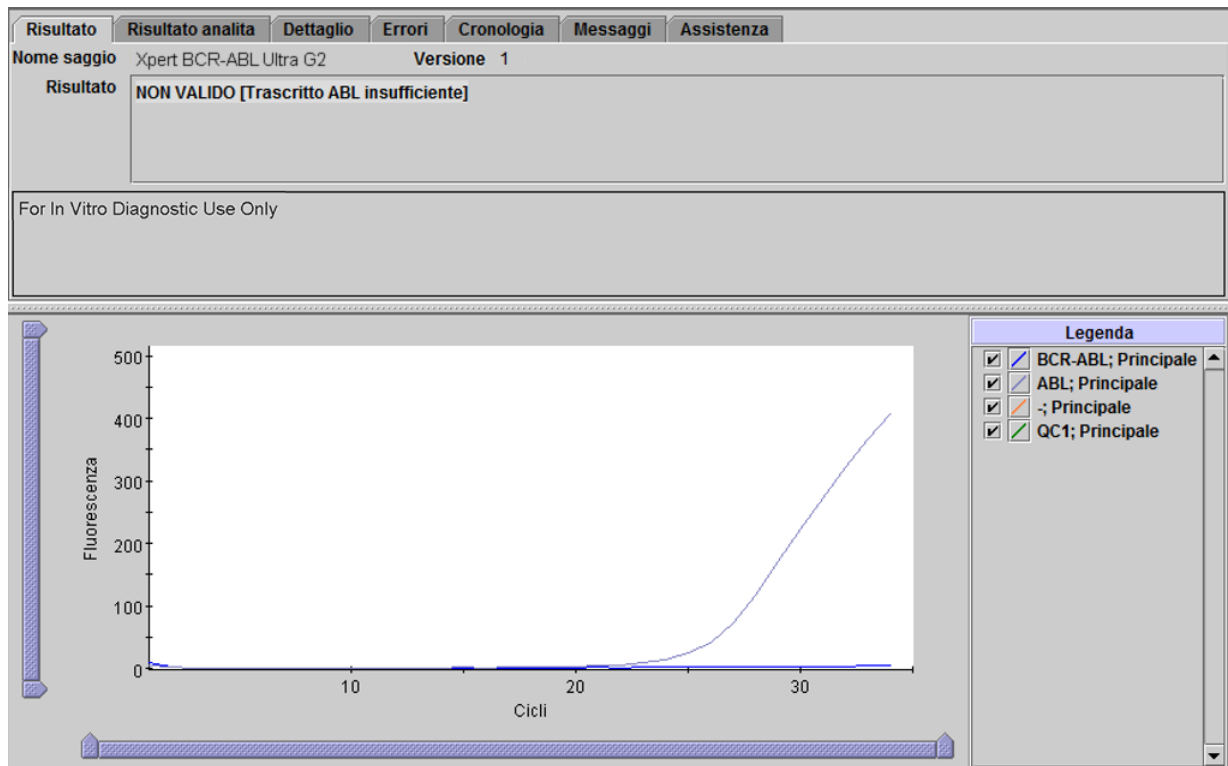 Risultato Risultato analita Dettaglio Errori Cronologia Messaggi Assistenza
Nome saggio Xpert BCR-ABL Ultra G2 Versione 1
Risultato NON VALIDO [Trascritto ABL insufficiente]
For In Vitro Diagnostic Use Only
Legenda
BCR-ABL; Principale
ABL; Principale
-; Principale
QC1; Principale
500
400
300
200
100
0
Fluorescenza
10 20 30
Cicli